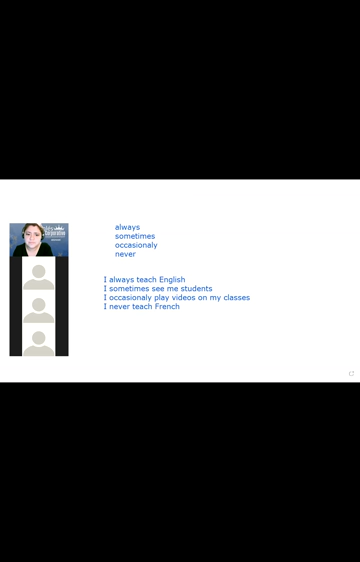 always
sometimes
occasionaly
never
I always teach English
I sometimes see me students
I occasionaly play videos on my classes
I never teach French